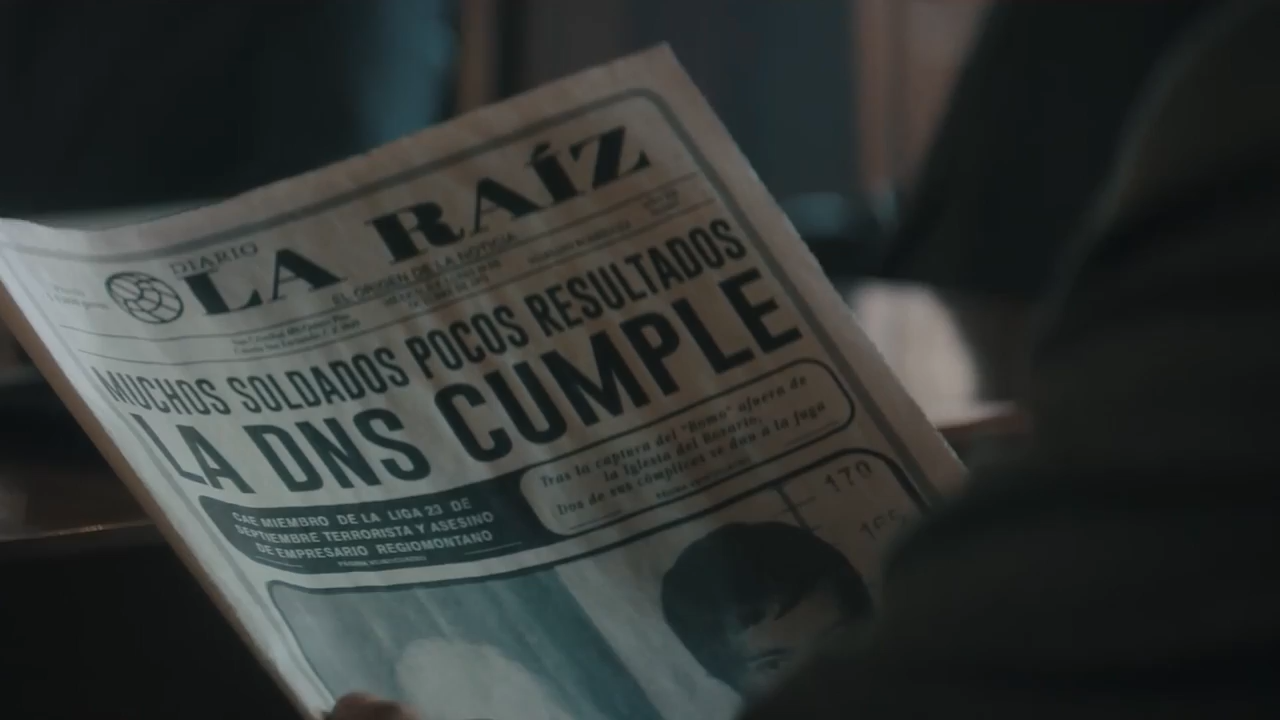 DIARIO
LA RAÍZ
EL ORIGEN DE LA NOTICIA
MUCHOS SOLDADOS POCOS RESULTADOS
LA DNS CUMPLE
CAE MIEMBRO DE LA LIGA 23 DE
SEPTIEMBRE TERRORISTA Y ASESINO
DE EMPRESARIO REGIOMONTANO
Tras la captura del "Romo" afuera de
la Iglesia del Rosario,
Dos de sus cómplices se dan a la fuga
170
165